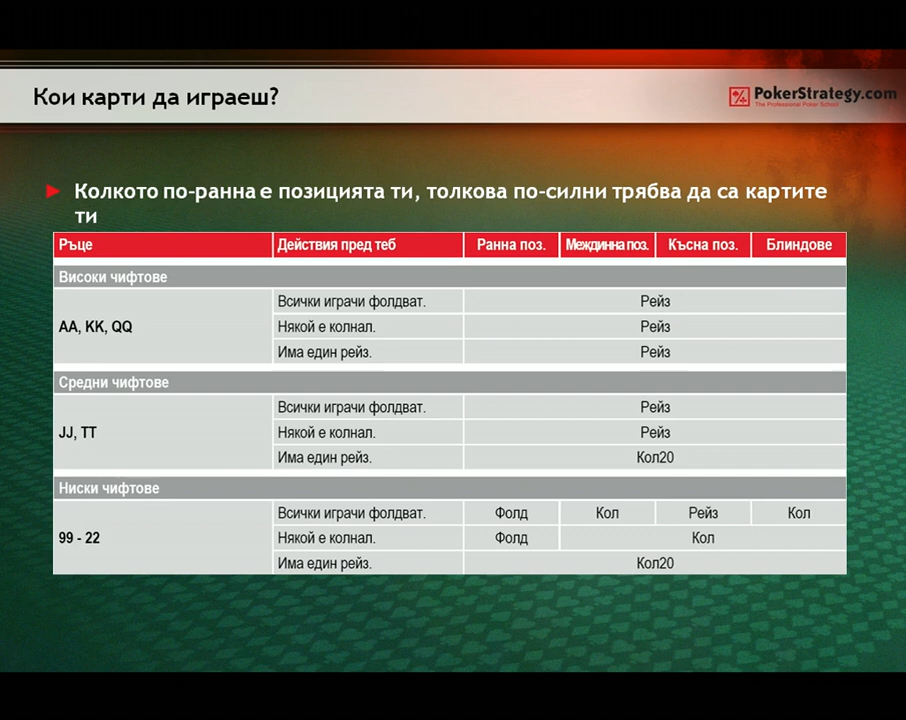 Кои карти да играеш?
PokerStrategy.com
The Professional Poker School
Колкото по-ранна е позицията ти, толкова по-силни трябва да са картите
ти
Ръце Действия пред теб Ранна поз. Междинна поз. Късна поз. Блиндове
Високи чифтове
Всички играчи фолдват. Рейз
AA, KK, QQ Някой е колнал. Рейз
Има един рейз. Рейз
Средни чифтове
Всички играчи фолдват. Рейз
JJ, TT Някой е колнал. Рейз
Има един рейз. Кол20
Ниски чифтове
Всички играчи фолдват. Фолд Кол Рейз Кол
99 - 22 Някой е колнал. Фолд Кол
Има един рейз. Кол20